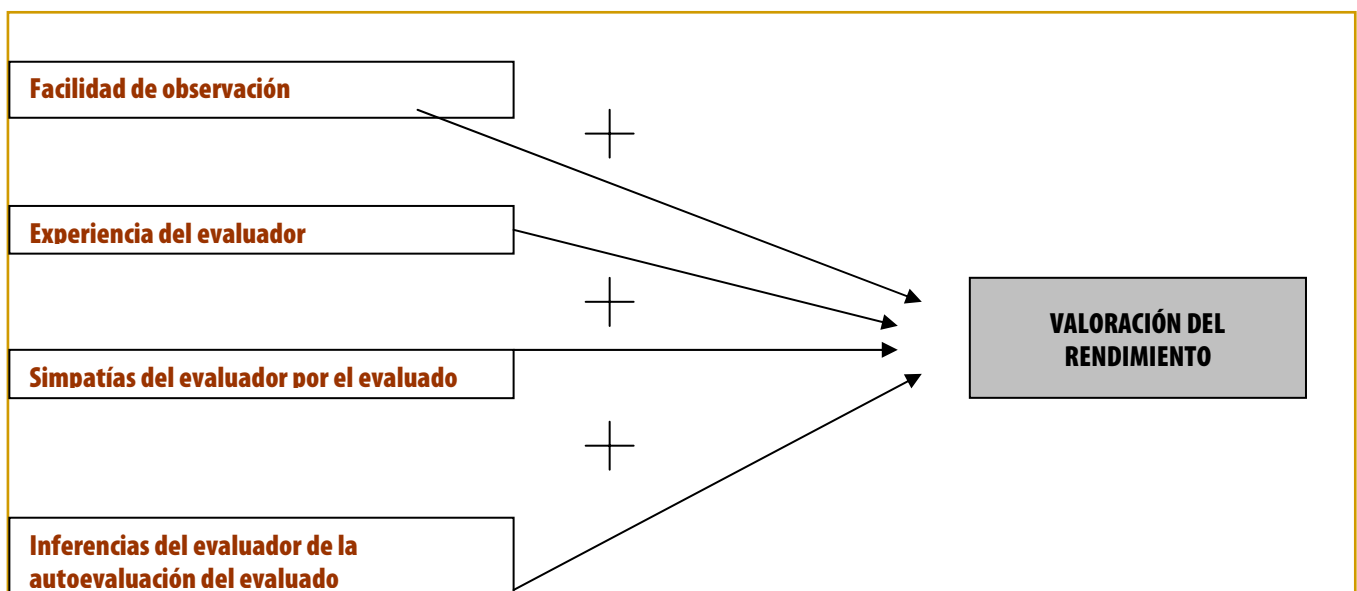 Facilidad de observación
Experiencia del evaluador
Simpatías del evaluador por el evaluado
Inferencias del evaluador de la
autoevaluación del evaluado
VALORACIÓN DEL
RENDIMIENTO